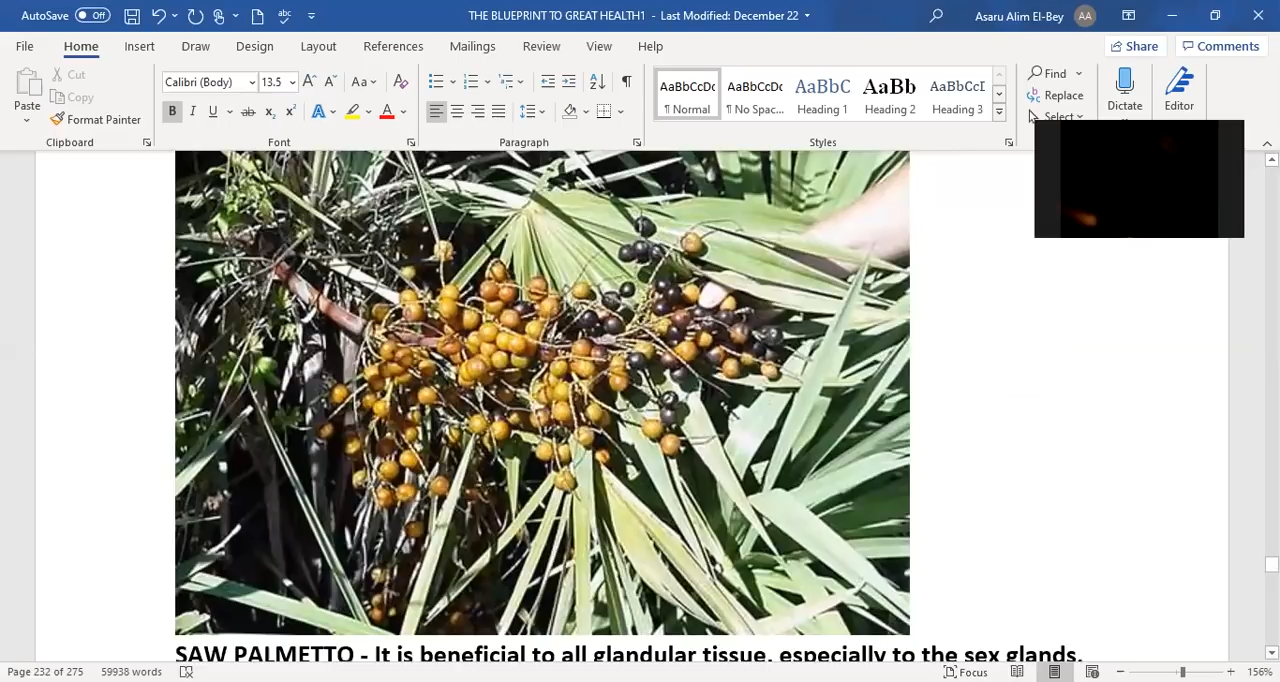 AutoSave Off THE BLUEPRINT TO GREAT HEALTH1 - Last Modified: December 22 Asaru Alim El-Bey AA
File Home Insert Draw Design Layout References Mailings Review View Help Share Comments
Paste Cut Copy Format Painter
Calibri (Body) 13.5
AaBbCcDc AaBbCcDc AaBbC AaBb AaBbCcI
¶ Normal ¶ No Spac... Heading 1 Heading 2 Heading 3
Find Replace Select Dictate Editor
Clipboard Font Paragraph Styles
SAW PALMETTO - It is beneficial to all glandular tissue, especially to the sex glands.
Page 232 of 275 59938 words Focus 156%